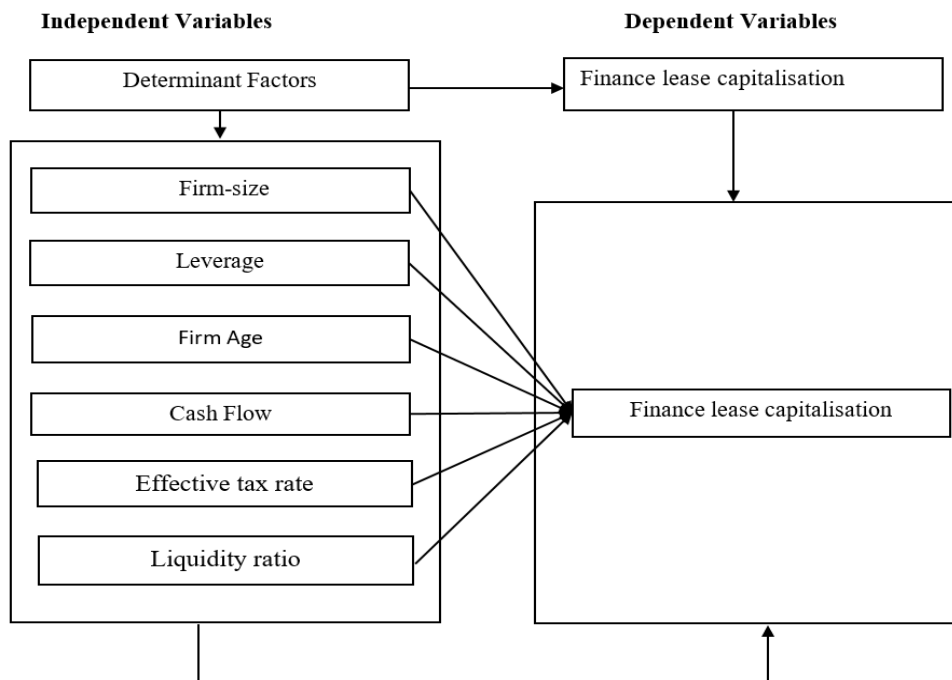 Independent Variables
Dependent Variables
Determinant Factors
Finance lease capitalisation
Firm-size
Leverage
Firm Age
Cash Flow
Finance lease capitalisation
Effective tax rate
Liquidity ratio